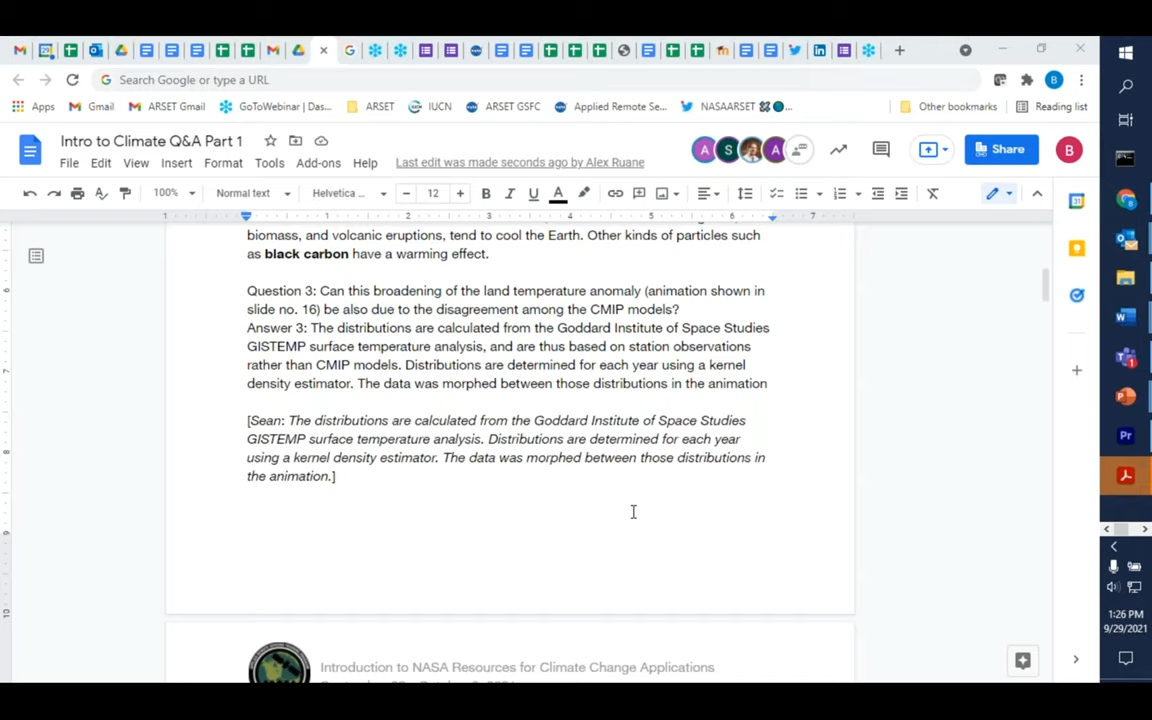 Search Google or type a URL
B
Apps
Gmail
ARSET Gmail
GoToWebinar | Das...
ARSET
IUCN
ARSET GSFC
Applied Remote Se...
NASAARSET
Other bookmarks
Reading list
Intro to Climate Q&A Part 1
A
S
A
Share
B
File Edit View Insert Format Tools Add-ons Help
Last edit was made seconds ago by Alex Ruane
100%
Normal text
Helvetica ...
12
B I U A
1 1 2 3 4 5 6 7
biomass, and volcanic eruptions, tend to cool the Earth. Other kinds of particles such
as black carbon have a warming effect.
Question 3: Can this broadening of the land temperature anomaly (animation shown in
slide no. 16) be also due to the disagreement among the CMIP models?
Answer 3: The distributions are calculated from the Goddard Institute of Space Studies
GISTEMP surface temperature analysis, and are thus based on station observations
rather than CMIP models. Distributions are determined for each year using a kernel
density estimator. The data was morphed between those distributions in the animation
[Sean: The distributions are calculated from the Goddard Institute of Space Studies
GISTEMP surface temperature analysis. Distributions are determined for each year
using a kernel density estimator. The data was morphed between those distributions in
the animation.]
Introduction to NASA Resources for Climate Change Applications
1:26 PM
9/29/2021